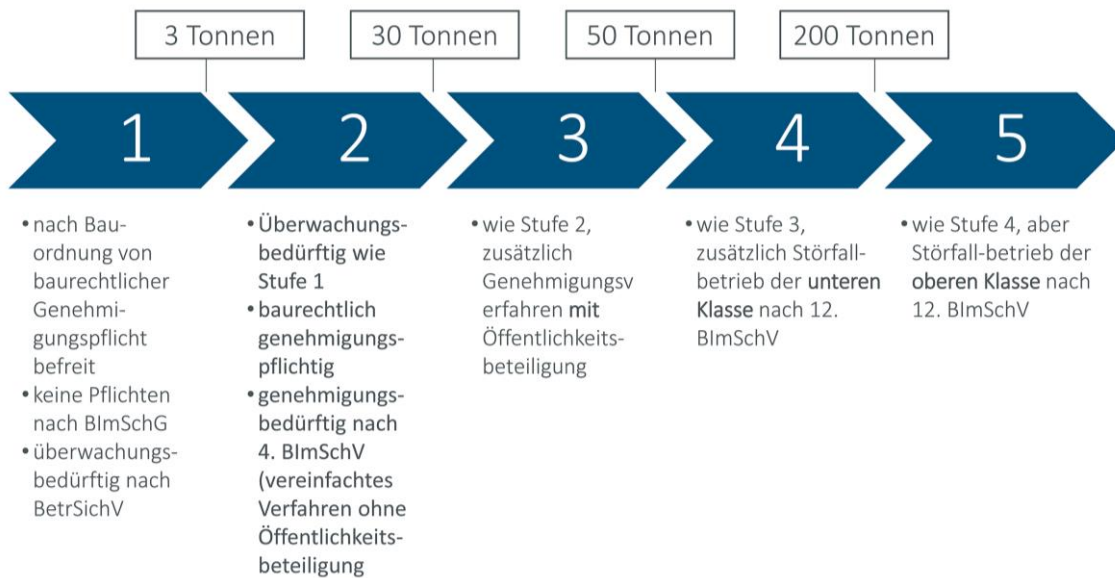 3 Tonnen
30 Tonnen
50 Tonnen
200 Tonnen
1
2
3
4
5
• nach Bau-
ordnung von
baurechtlicher
Genehmi-
gungspflicht
befreit
• keine Pflichten
nach BImSchG
• überwachungs-
bedürftig nach
BetrSichV
• Überwachungs-
bedürftig wie
Stufe 1
• baurechtlich
genehmigungs-
pflichtig
• genehmigungs-
bedürftig nach
4. BImSchV
(vereinfachtes
Verfahren ohne
Öffentlichkeits-
beteiligung
• wie Stufe 2,
zusätzlich
Genehmigungsv
erfahren mit
Öffentlichkeits-
beteiligung
• wie Stufe 3,
zusätzlich Störfall-
betrieb der unteren
Klasse nach 12.
BImSchV
• wie Stufe 4, aber
Störfall-betrieb der
oberen Klasse nach
12. BImSchV